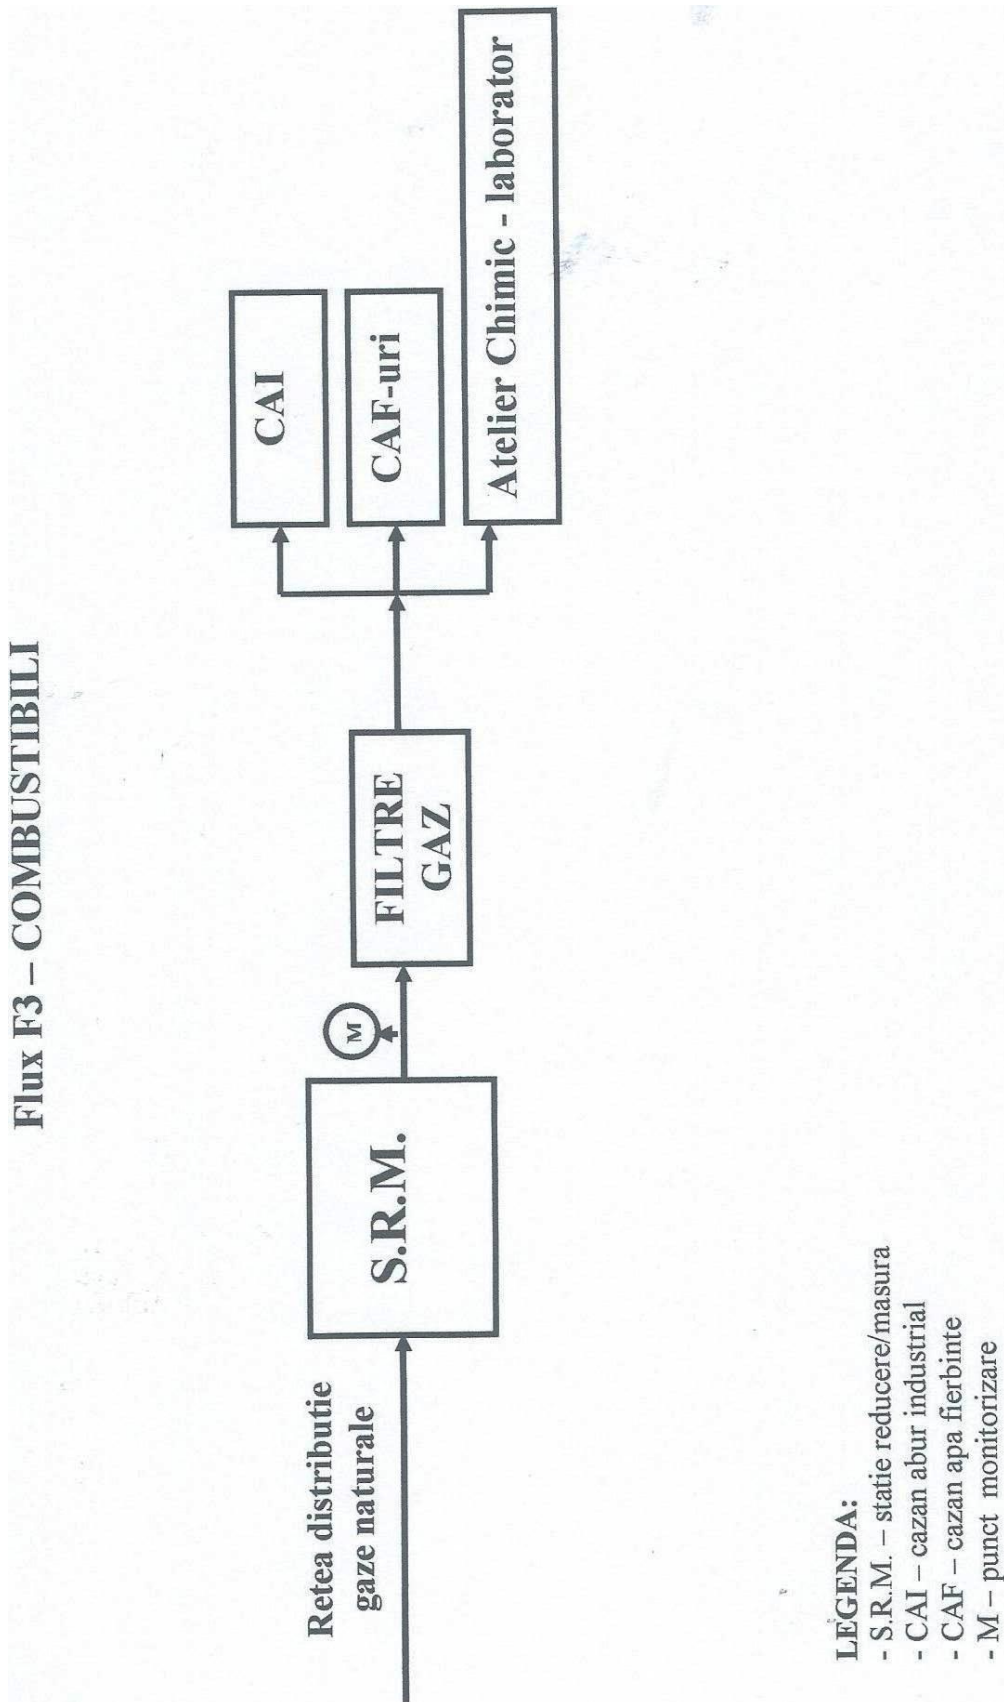 Flux F3 – COMBUSTIBILI
Retea distributie
gaze naturale
S.R.M.
M
FILTRE
GAZ
CAI
CAF-uri
Atelier Chimic - laborator
LEGENDA:
- S.R.M. – statie reducere/masura
- CAI – cazan abur industrial
- CAF – cazan apa fierbinte
- M – punct monitorizare